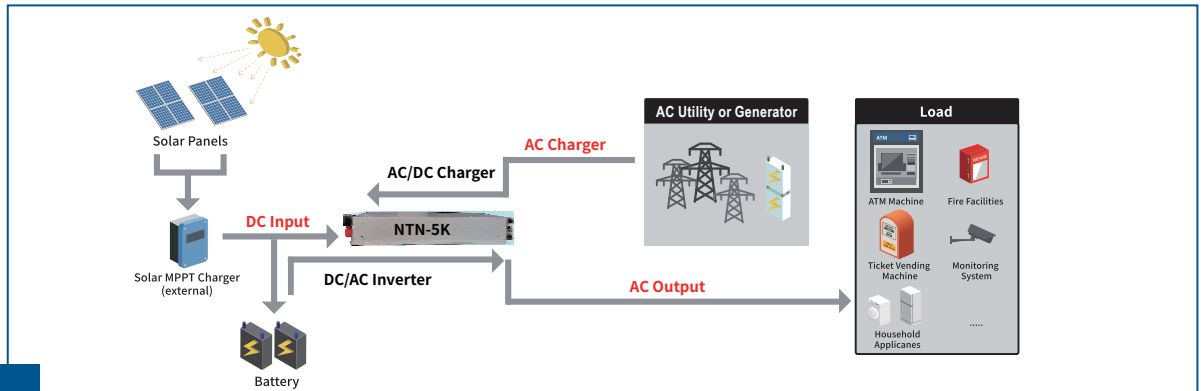 Solar Panels
Solar MPPT Charger
(external)
DC Input
Battery
AC/DC Charger
AC Charger
NTN-5K
DC/AC Inverter
AC Output
AC Utility or Generator
Load
ATM
ATM Machine
Fire Facilities
Ticket Vending
Machine
Monitoring
System
Household
Applicanes
.....